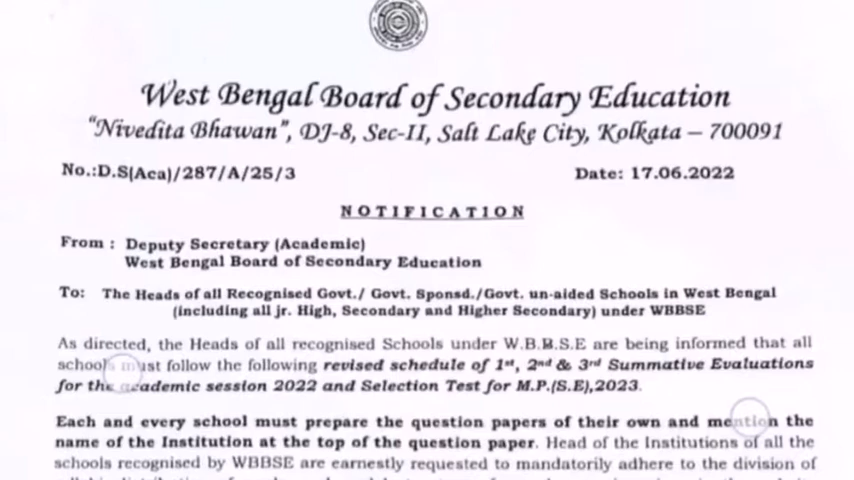 West Bengal Board of Secondary Education
"Nivedita Bhawan", DJ-8, Sec-II, Salt Lake City, Kolkata – 700091
No.:D.S(Aca)/287/A/25/3 Date: 17.06.2022
NOTIFICATION
From : Deputy Secretary (Academic)
West Bengal Board of Secondary Education
To: The Heads of all Recognised Govt./ Govt. Sponsd./Govt. un-aided Schools in West Bengal
(including all jr. High, Secondary and Higher Secondary) under WBBSE
As directed, the Heads of all recognised Schools under W.B.B.S.E are being informed that all
schools must follow the following revised schedule of 1st, 2nd & 3rd Summative Evaluations
for the academic session 2022 and Selection Test for M.P.(S.E),2023.
Each and every school must prepare the question papers of their own and mention the
name of the Institution at the top of the question paper. Head of the Institutions of all the
schools recognised by WBBSE are earnestly requested to mandatorily adhere to the division of